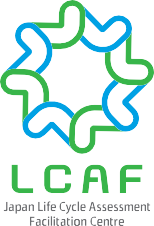 LCAF
Japan Life Cycle Assessment
Facilitation Centre